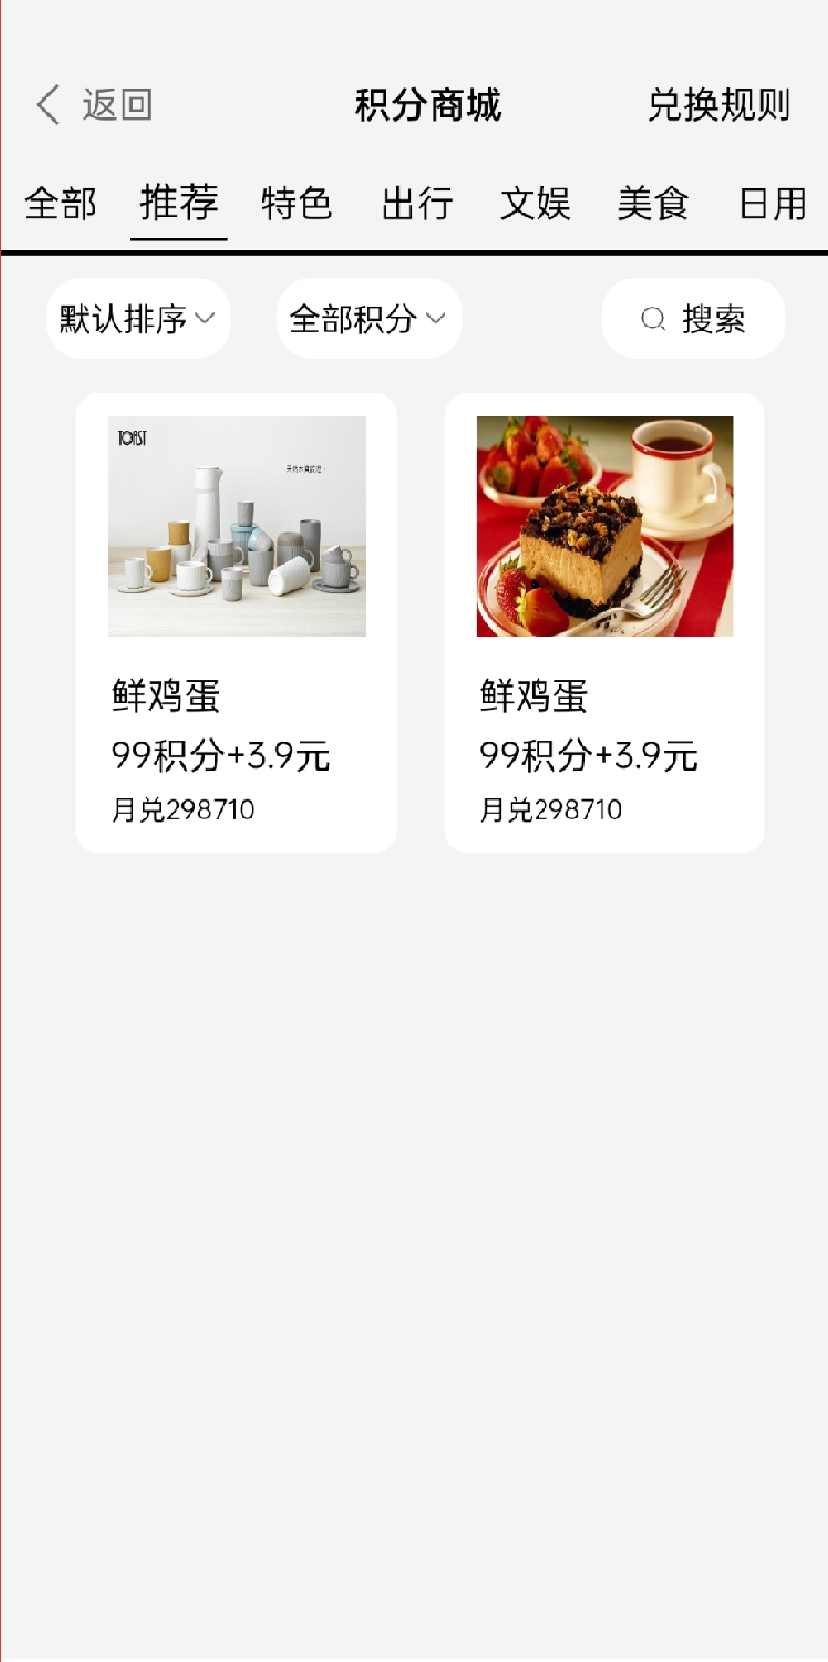 返回
积分商城
兑换规则
全部 推荐 特色 出行 文娱 美食 日用
默认排序
全部积分
搜索
TOAST
鲜鸡蛋
99积分+3.9元
月兑298710
鲜鸡蛋
99积分+3.9元
月兑298710